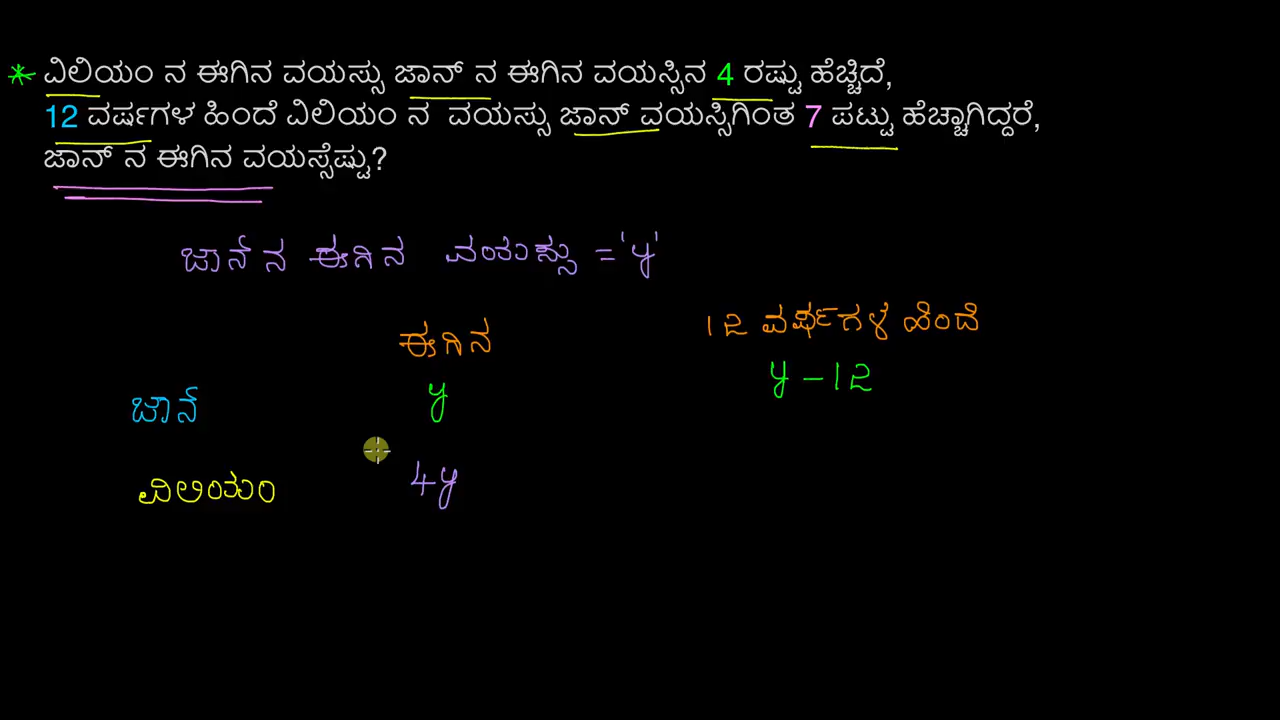 * ವಿಲಿಯಂ ನ ಈಗಿನ ವಯಸ್ಸು ಜಾನ್ ನ ಈಗಿನ ವಯಸ್ಸಿನ 4 ರಷ್ಟು ಹೆಚ್ಚಿದೆ,
12 ವರ್ಷಗಳ ಹಿಂದೆ ವಿಲಿಯಂ ನ ವಯಸ್ಸು ಜಾನ್ ವಯಸ್ಸಿಗಿಂತ 7 ಪಟ್ಟು ಹೆಚ್ಚಾಗಿದ್ದರೆ,
ಜಾನ್ ನ ಈಗಿನ ವಯಸ್ಸೆಷ್ಟು?
ಜಾನ್ ನ ಈಗಿನ ವಯಸ್ಸು = 'y'
ಈಗಿನ 12 ವರ್ಷಗಳ ಹಿಂದೆ
ಜಾನ್ y y - 12
ವಿಲಿಯಂ 4y